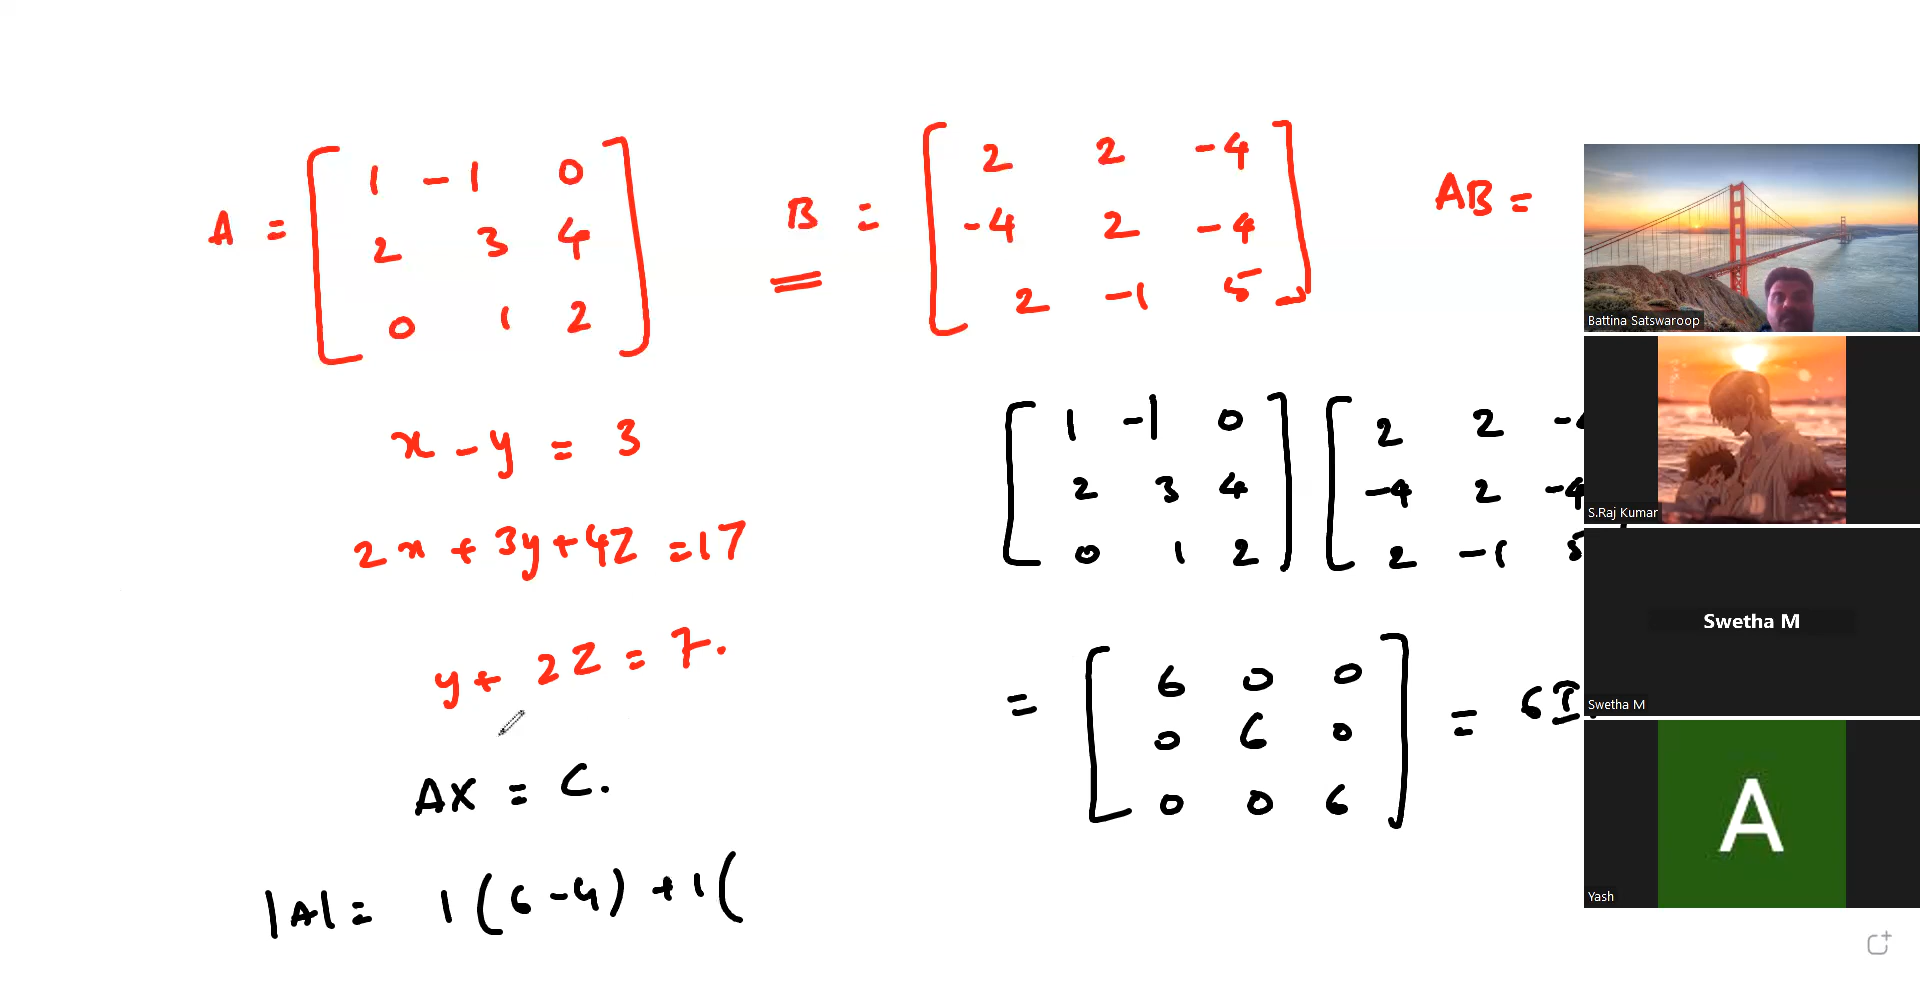 A = [ 1 -1 0
2 3 4
0 1 2 ]
B = [ 2 2 -4
-4 2 -4
2 -1 5 ]
AB =
x - y = 3
2x + 3y + 4z = 17
y + 2z = 7.
AX = C.
|A| = 1(6-4) + 1(
[ 1 -1 0
2 3 4
0 1 2 ]
[ 2 2 -
-4 2 -4
2 -1 5
= [ 6 0 0
0 6 0
0 0 6 ] = 6I
Battina Satswaroop
S.Raj Kumar
Swetha M
Swetha M
A
Yash